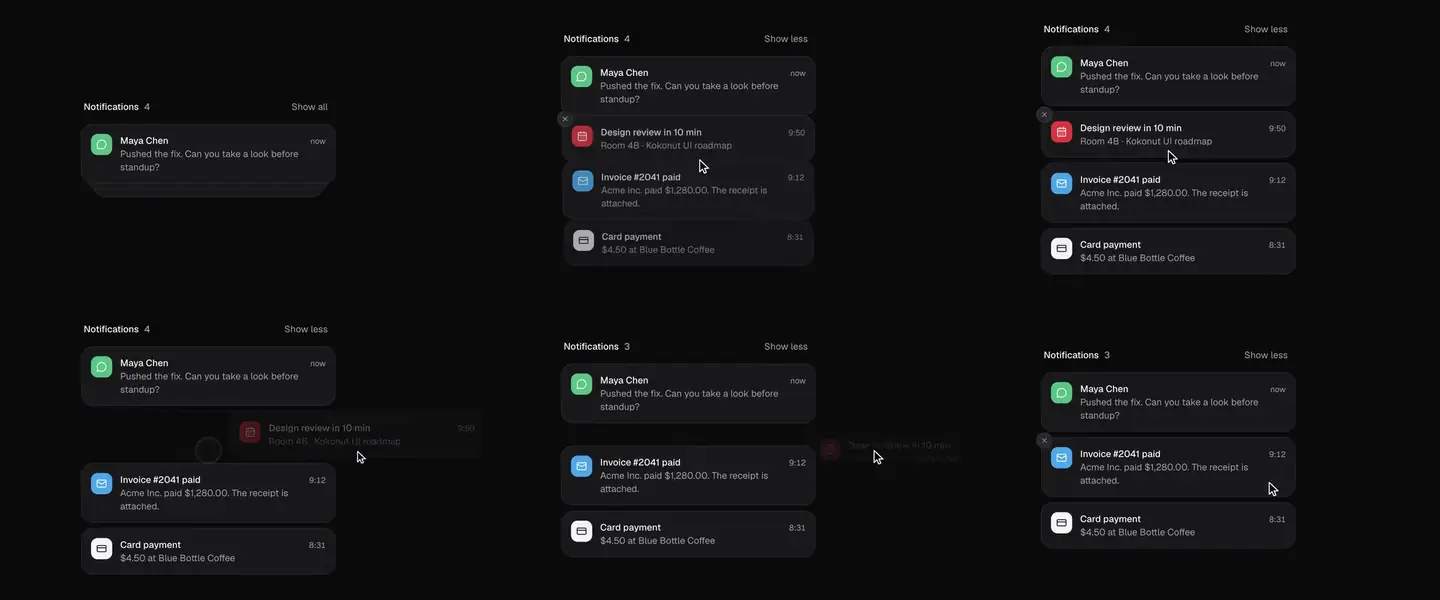 Notifications 4 Show all
Maya Chen now
Pushed the fix. Can you take a look before
standup?
Notifications 4 Show less
Maya Chen now
Pushed the fix. Can you take a look before
standup?
Design review in 10 min 9:50
Room 4B · Kokonut UI roadmap
Invoice #2041 paid 9:12
Acme Inc. paid $1,280.00. The receipt is
attached.
Card payment 8:31
$4.50 at Blue Bottle Coffee
Notifications 4 Show less
Maya Chen now
Pushed the fix. Can you take a look before
standup?
Design review in 10 min 9:50
Room 4B · Kokonut UI roadmap
Invoice #2041 paid 9:12
Acme Inc. paid $1,280.00. The receipt is
attached.
Card payment 8:31
$4.50 at Blue Bottle Coffee
Notifications 4 Show less
Maya Chen now
Pushed the fix. Can you take a look before
standup?
Design review in 10 min 9:50
Room 4B · Kokonut UI roadmap
Invoice #2041 paid 9:12
Acme Inc. paid $1,280.00. The receipt is
attached.
Card payment 8:31
$4.50 at Blue Bottle Coffee
Notifications 3 Show less
Maya Chen now
Pushed the fix. Can you take a look before
standup?
in 10 min
Invoice #2041 paid 9:12
Acme Inc. paid $1,280.00. The receipt is
attached.
Card payment 8:31
$4.50 at Blue Bottle Coffee
Notifications 3 Show less
Maya Chen now
Pushed the fix. Can you take a look before
standup?
Invoice #2041 paid 9:12
Acme Inc. paid $1,280.00. The receipt is
attached.
Card payment 8:31
$4.50 at Blue Bottle Coffee